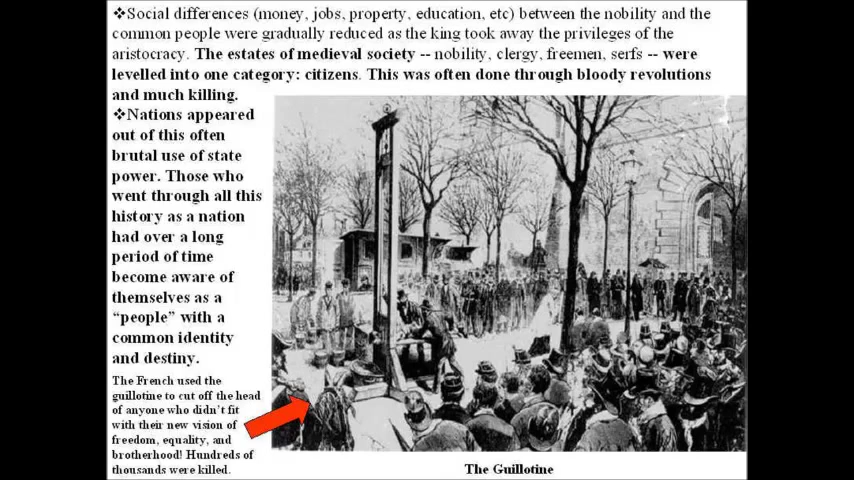 ❖Social differences (money, jobs, property, education, etc) between the nobility and the
common people were gradually reduced as the king took away the privileges of the
aristocracy. The estates of medieval society -- nobility, clergy, freemen, serfs -- were
levelled into one category: citizens. This was often done through bloody revolutions
and much killing.
❖Nations appeared
out of this often
brutal use of state
power. Those who
went through all this
history as a nation
had over a long
period of time
become aware of
themselves as a
“people” with a
common identity
and destiny.
The French used the
guillotine to cut off the head
of anyone who didn’t fit
with their new vision of
freedom, equality, and
brotherhood! Hundreds of
thousands were killed.
The Guillotine